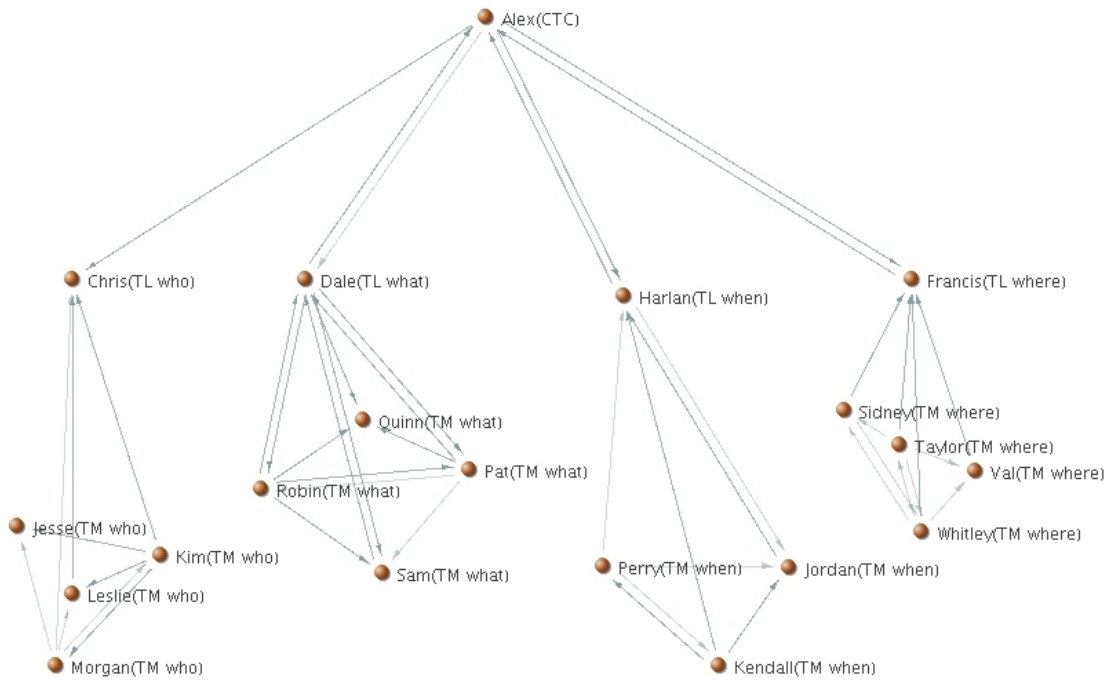 Alex(CTC)
Chris(TL who)
Dale(TL what)
Harlan(TL when)
Francis(TL where)
Sidney(TM where)
Quinn(TM what)
Taylor(TM where)
Pat(TM what)
Val(TM where)
Robin(TM what)
Jesse(TM who)
Whitley(TM where)
Kim(TM who)
Perry(TM when)
Jordan(TM when)
Sam(TM what)
Leslie(TM who)
Morgan(TM who)
Kendall(TM when)